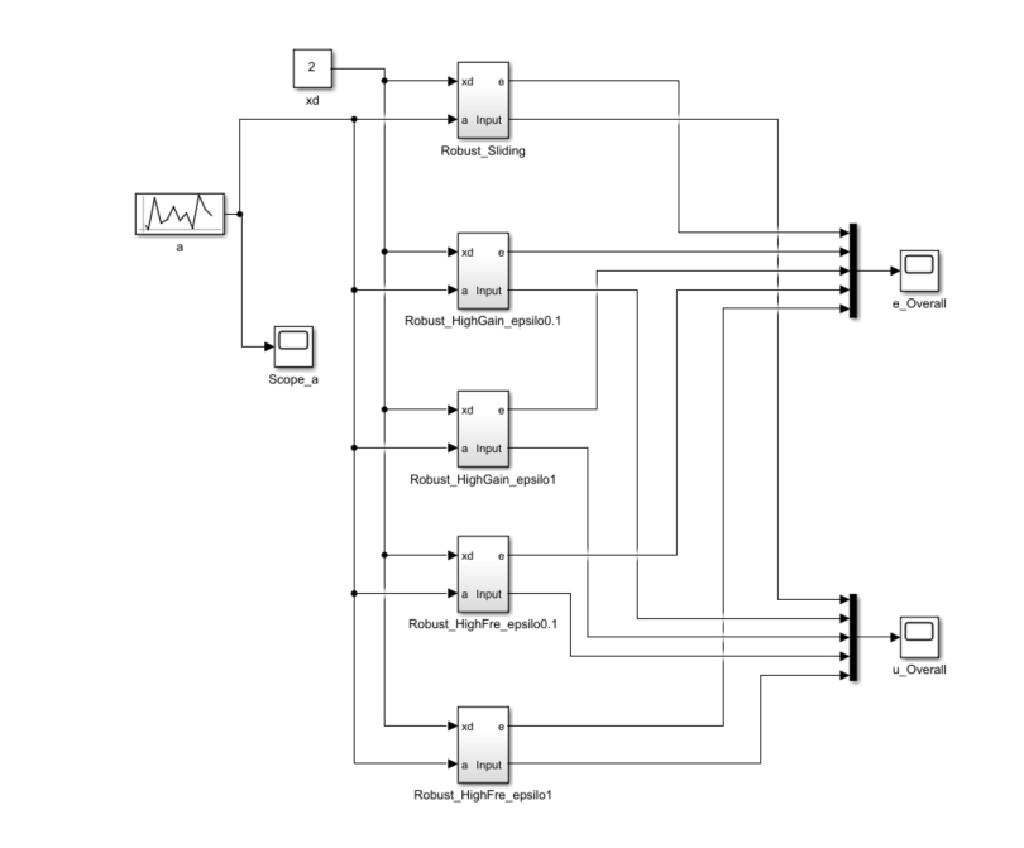 2
xd
xd e
a Input
Robust_Sliding
a
xd e
a Input
Robust_HighGain_epsilo0.1
e_Overall
Scope_a
xd e
a Input
Robust_HighGain_epsilo1
xd e
a Input
Robust_HighFre_epsilo0.1
u_Overall
xd e
a Input
Robust_HighFre_epsilo1